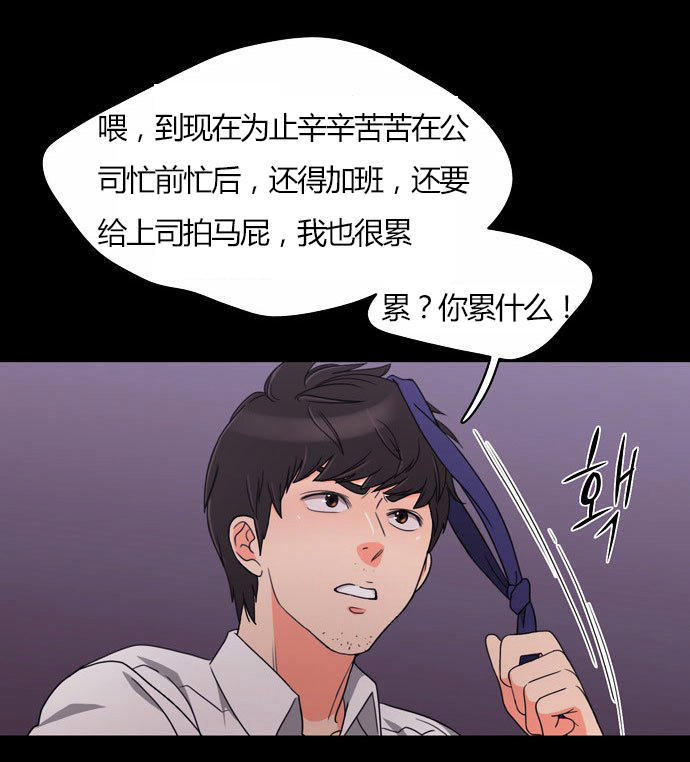 喂，到现在为止辛辛苦苦在公
司忙前忙后，还得加班，还要
给上司拍马屁，我也很累
累？你累什么！
홱